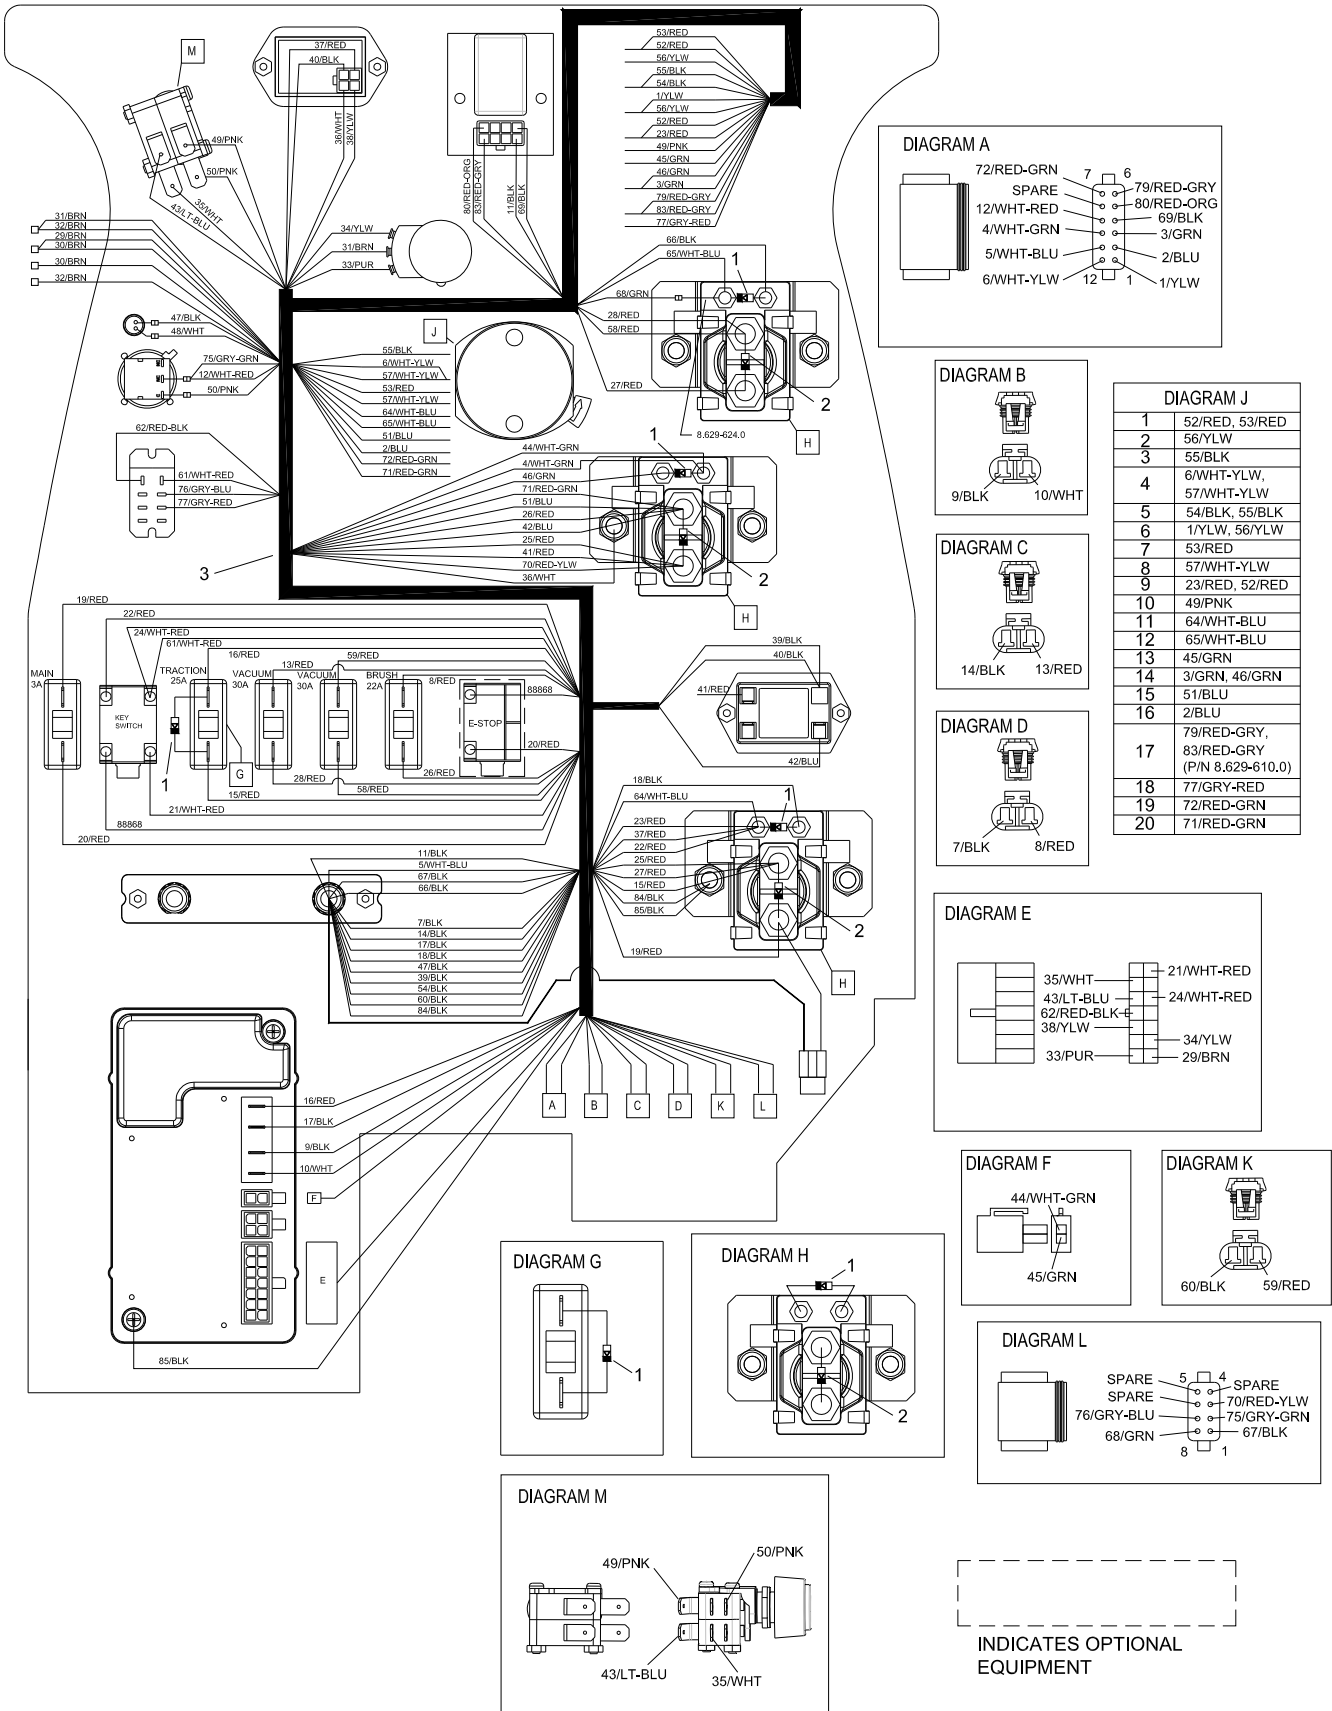 M
37/RED
40/BLK
36/WHT
38/YLW
49/PNK
50/PNK
35/WHT
43/LT-BLU
80/RED-ORG
83/RED-GRY
11/BLK
69/BLK
53/RED
52/RED
56/YLW
55/BLK
54/BLK
1/YLW
56/YLW
52/RED
23/RED
49/PNK
45/GRN
46/GRN
3/GRN
79/RED-GRY
83/RED-GRY
77/GRY-RED
31/BRN
32/BRN
29/BRN
30/BRN
30/BRN
32/BRN
34/YLW
31/BRN
33/PUR
66/BLK
65/WHT-BLU
1
68/GRN
28/RED
58/RED
27/RED
2
8.629-624.0
H
47/BLK
48/WHT
75/GRY-GRN
12/WHT-RED
50/PNK
J
55/BLK
6/WHT-YLW
57/WHT-YLW
53/RED
57/WHT-YLW
64/WHT-BLU
65/WHT-BLU
51/BLU
2/BLU
72/RED-GRN
71/RED-GRN
62/RED-BLK
61/WHT-RED
76/GRY-BLU
77/GRY-RED
1
44/WHT-GRN
4/WHT-GRN
46/GRN
71/RED-GRN
51/BLU
26/RED
42/BLU
25/RED
41/RED
70/RED-YLW
36/WHT
2
H
3
19/RED
22/RED
24/WHT-RED
61/WHT-RED
16/RED
59/RED
13/RED
8/RED
MAIN
3A
TRACTION
25A
VACUUM
30A
VACUUM
30A
BRUSH
22A
KEY
SWITCH
E-STOP
88868
20/RED
1
G
26/RED
28/RED
58/RED
15/RED
21/WHT-RED
88868
20/RED
39/BLK
40/BLK
41/RED
42/BLU
18/BLK
64/WHT-BLU
1
23/RED
37/RED
22/RED
25/RED
27/RED
15/RED
84/BLK
85/BLK
19/RED
2
H
11/BLK
5/WHT-BLU
67/BLK
66/BLK
7/BLK
14/BLK
17/BLK
18/BLK
47/BLK
39/BLK
54/BLK
60/BLK
84/BLK
16/RED
17/BLK
9/BLK
10/WHT
F
E
85/BLK
A
B
C
D
K
L
DIAGRAM A
72/RED-GRN
7
6
79/RED-GRY
SPARE
80/RED-ORG
12/WHT-RED
69/BLK
4/WHT-GRN
3/GRN
5/WHT-BLU
2/BLU
6/WHT-YLW
12
1
1/YLW
DIAGRAM B
9/BLK
10/WHT
DIAGRAM C
14/BLK
13/RED
DIAGRAM D
7/BLK
8/RED
DIAGRAM J
1 52/RED, 53/RED
2 56/YLW
3 55/BLK
4 6/WHT-YLW,
57/WHT-YLW
5 54/BLK, 55/BLK
6 1/YLW, 56/YLW
7 53/RED
8 57/WHT-YLW
9 23/RED, 52/RED
10 49/PNK
11 64/WHT-BLU
12 65/WHT-BLU
13 45/GRN
14 3/GRN, 46/GRN
15 51/BLU
16 2/BLU
17 79/RED-GRY,
83/RED-GRY
(P/N 8.629-610.0)
18 77/GRY-RED
19 72/RED-GRN
20 71/RED-GRN
DIAGRAM E
35/WHT
21/WHT-RED
43/LT-BLU
24/WHT-RED
62/RED-BLK
38/YLW
34/YLW
33/PUR
29/BRN
DIAGRAM F
44/WHT-GRN
45/GRN
DIAGRAM K
60/BLK
59/RED
DIAGRAM G
1
DIAGRAM H
1
2
DIAGRAM L
SPARE
5
4
SPARE
SPARE
70/RED-YLW
76/GRY-BLU
75/GRY-GRN
68/GRN
67/BLK
8
1
DIAGRAM M
49/PNK
50/PNK
43/LT-BLU
35/WHT
INDICATES OPTIONAL
EQUIPMENT